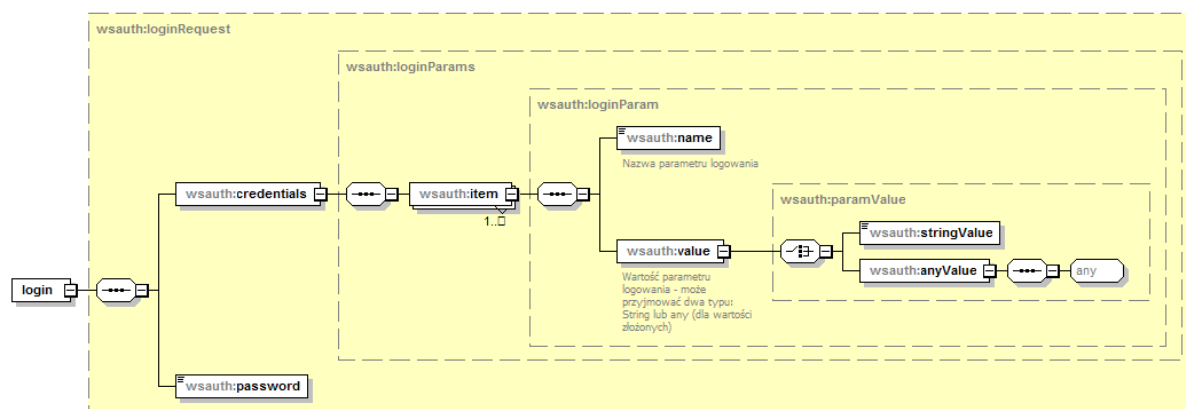 wsauth:loginRequest
wsauth:loginParams
wsauth:loginParam
wsauth:name
Nazwa parametru logowania
wsauth:credentials
wsauth:item
1..□
wsauth:paramValue
wsauth:stringValue
wsauth:value
wsauth:anyValue
any
Wartość parametru
logowania - może
przyjmować dwa typu:
String lub any (dla wartości
złożonych)
login
wsauth:password